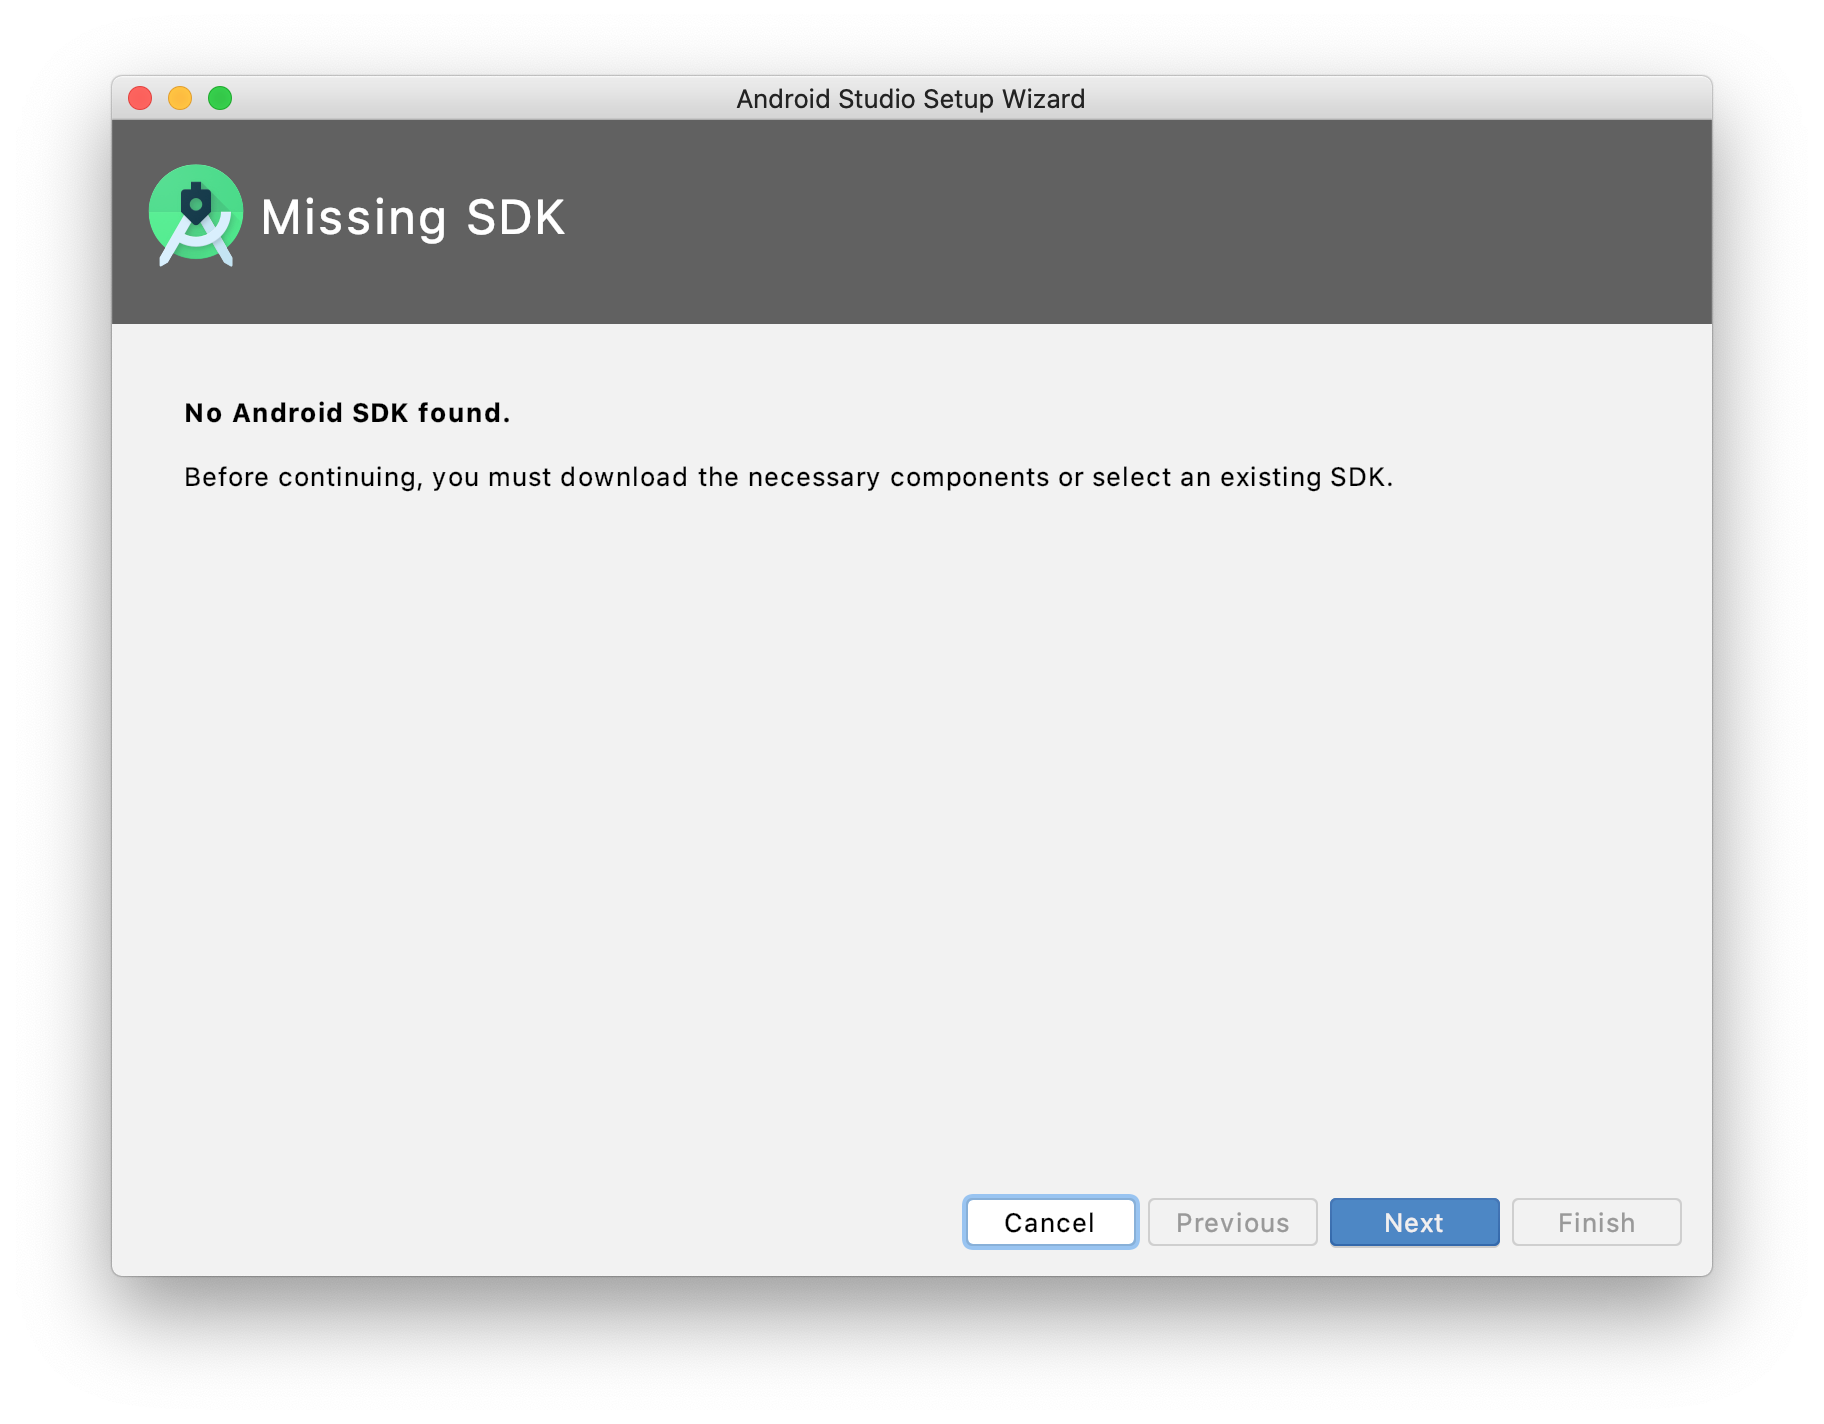 Android Studio Setup Wizard
Missing SDK
No Android SDK found.
Before continuing, you must download the necessary components or select an existing SDK.
Cancel Previous Next Finish